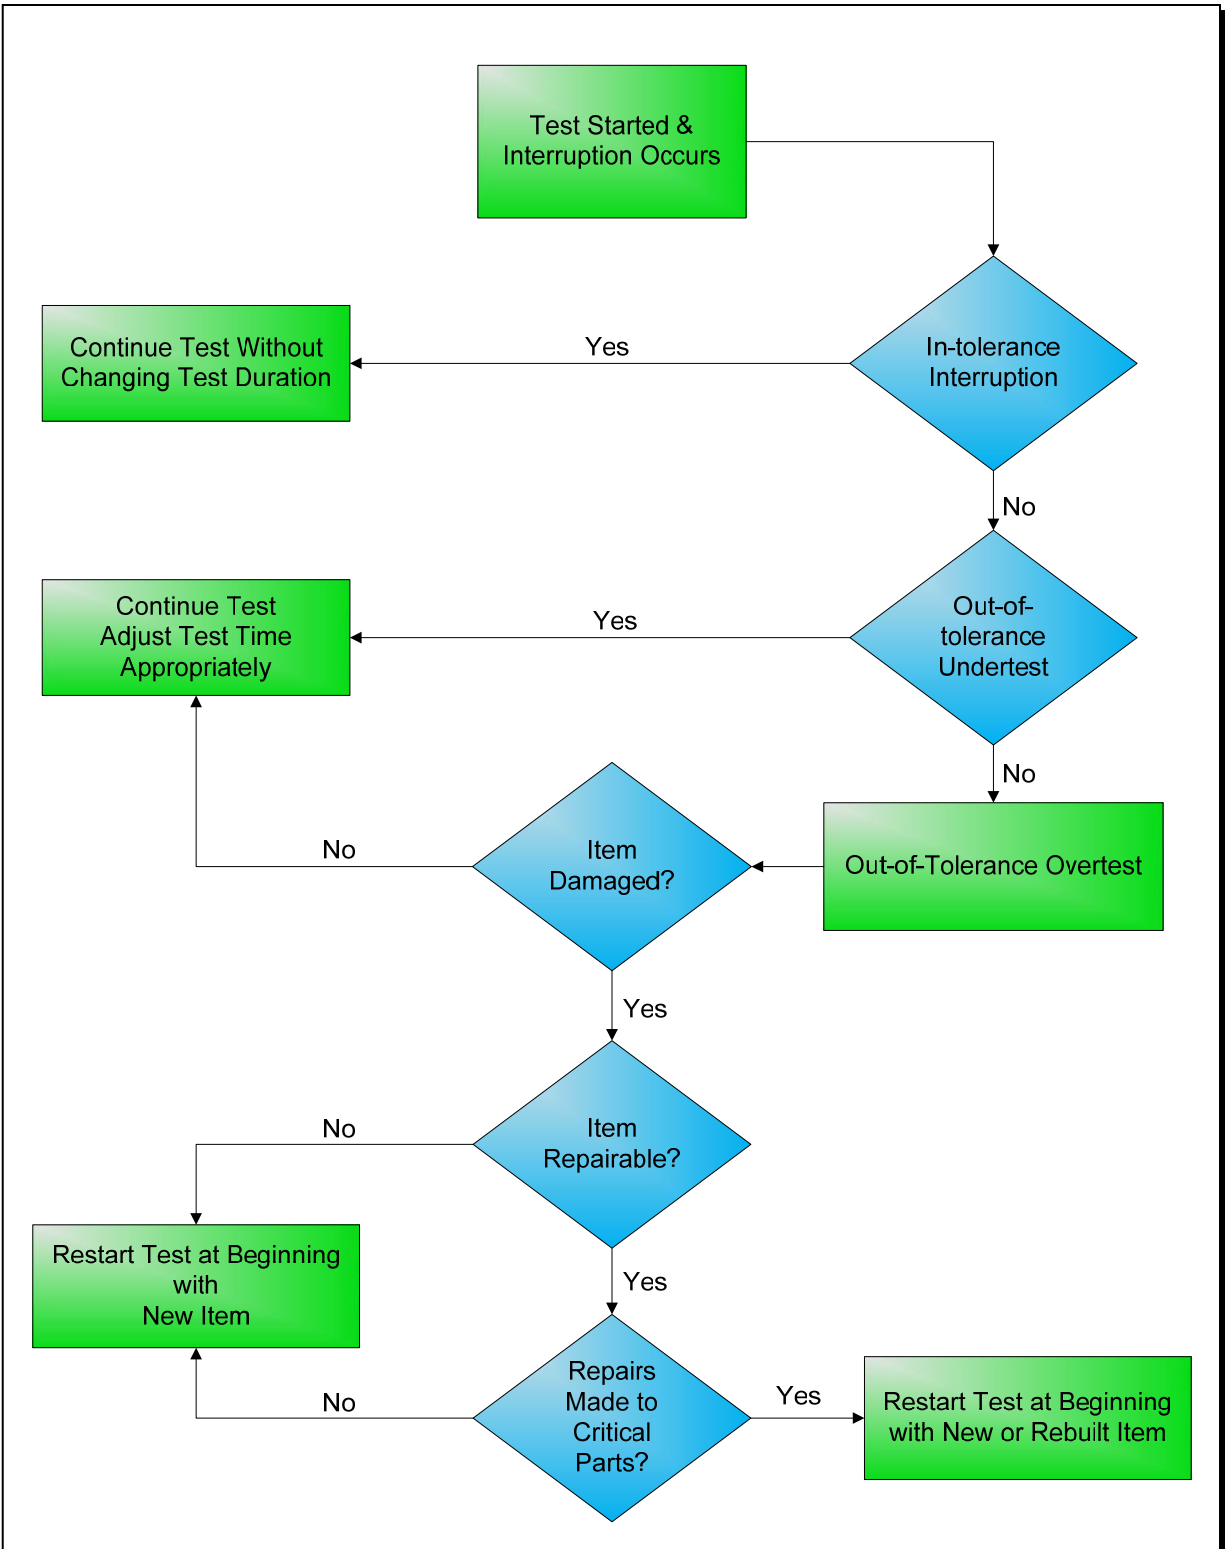 Test Started &
Interruption Occurs
In-tolerance
Interruption
Yes
Continue Test Without
Changing Test Duration
No
Out-of-
tolerance
Undertest
Yes
Continue Test
Adjust Test Time
Appropriately
No
Out-of-Tolerance Overtest
Item
Damaged?
No
Yes
Item
Repairable?
No
Restart Test at Beginning
with
New Item
Yes
Repairs
Made to
Critical
Parts?
No
Yes
Restart Test at Beginning
with New or Rebuilt Item